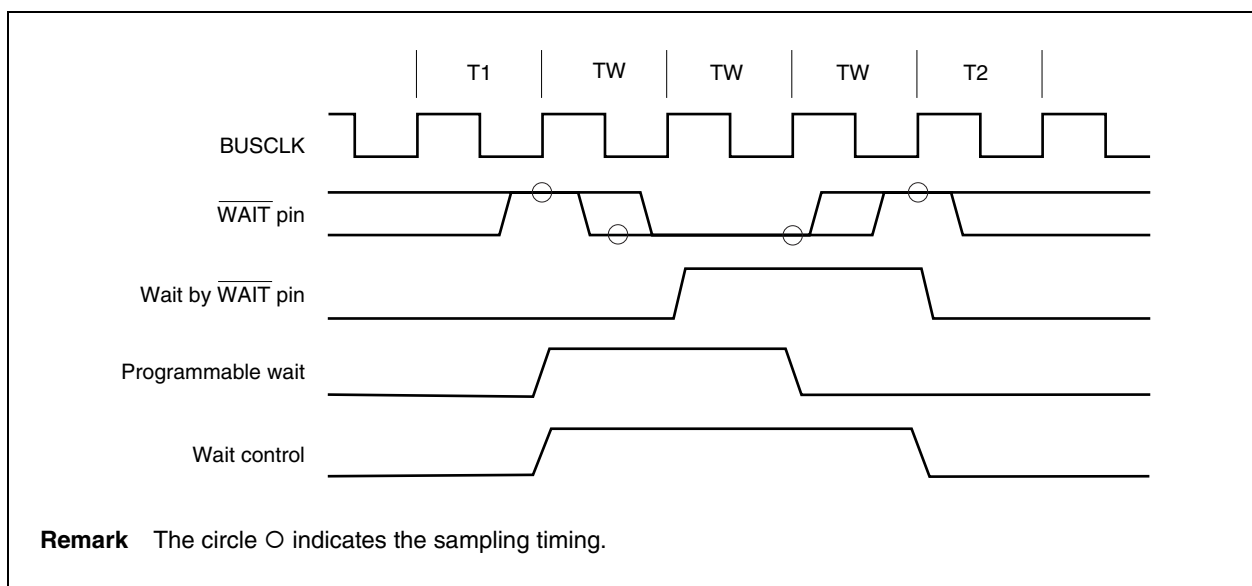 T1 TW TW TW T2
BUSCLK
WAIT pin
Wait by WAIT pin
Programmable wait
Wait control
Remark The circle ○ indicates the sampling timing.